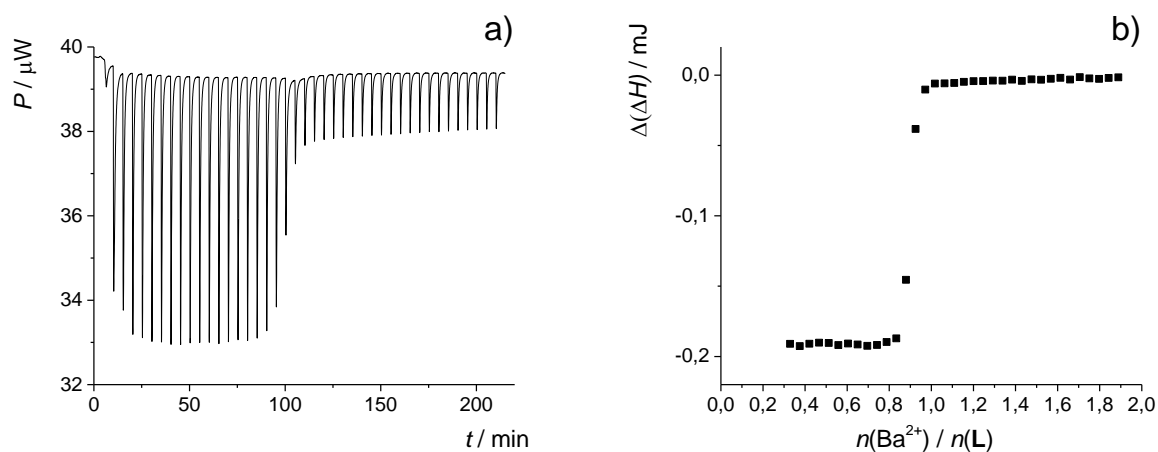 a)
P / μW
40
38
36
34
32
0
50
100
150
200
t / min
b)
Δ(ΔH) / mJ
0,0
-0,1
-0,2
0,0 0,2 0,4 0,6 0,8 1,0 1,2 1,4 1,6 1,8 2,0
n(Ba²⁺) / n(L)